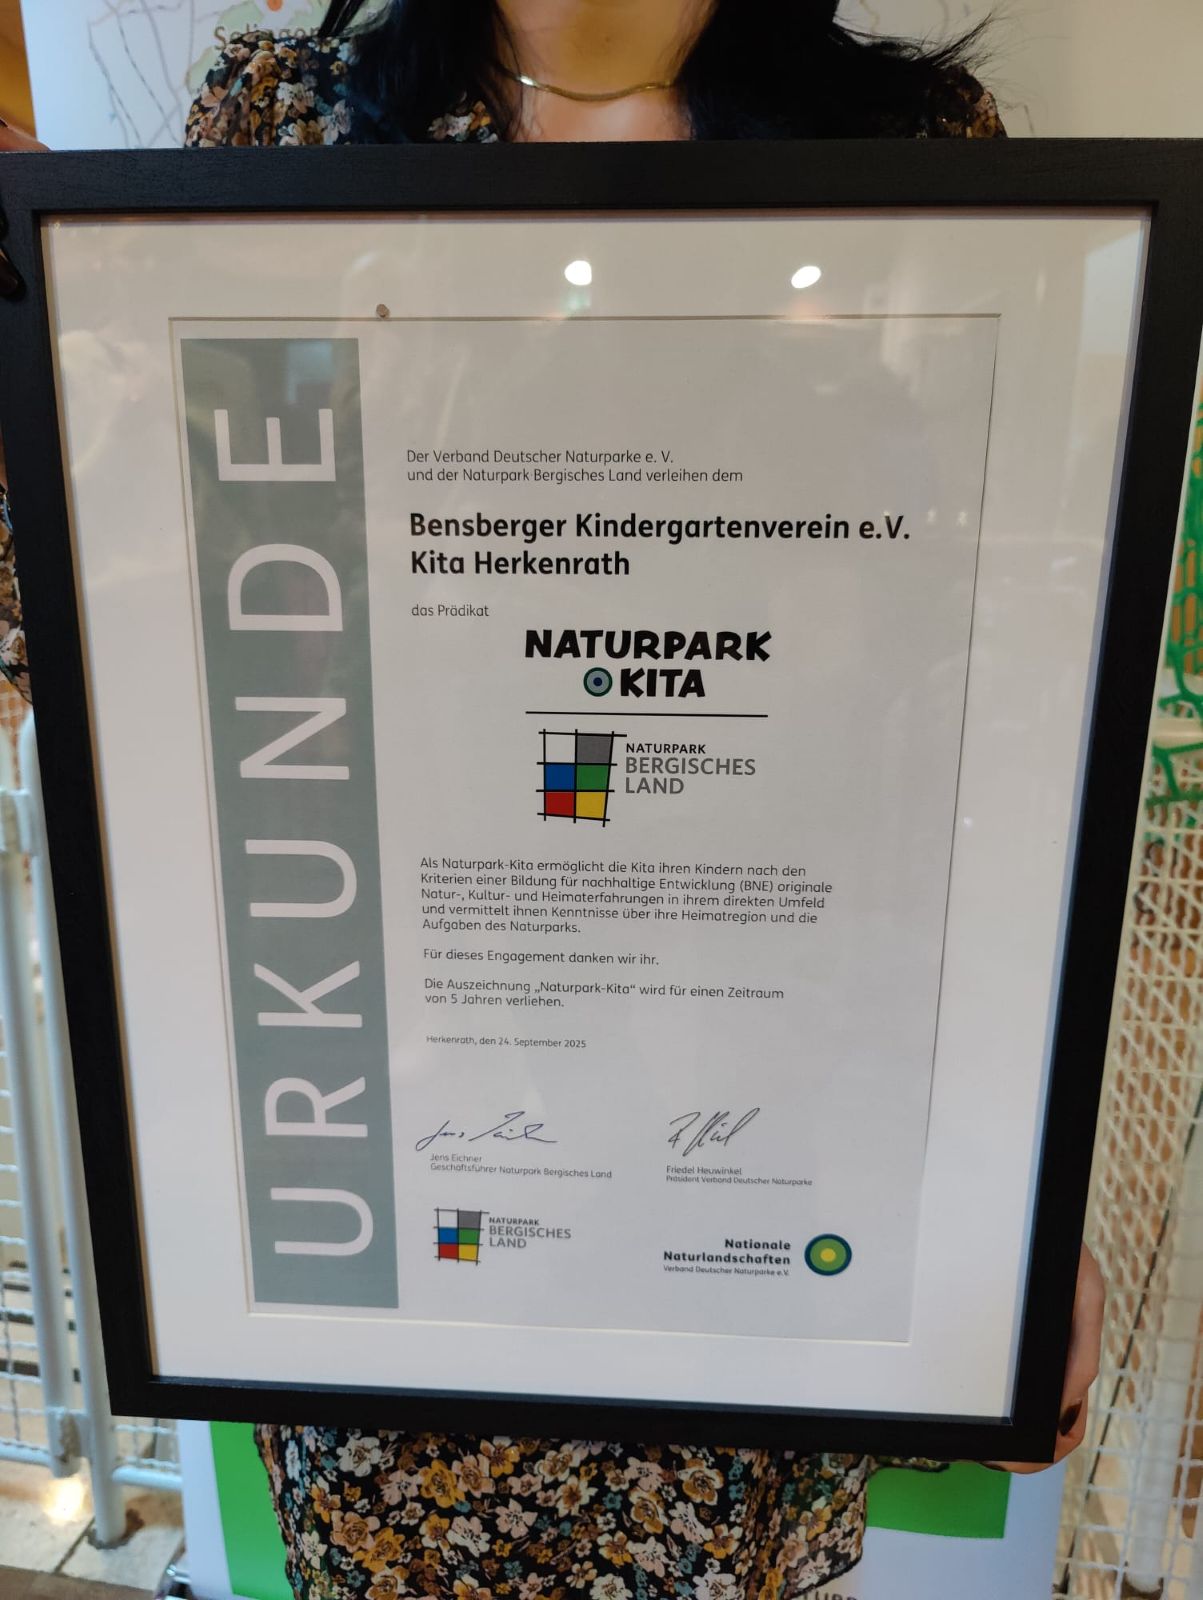 Solingen
URKUNDE
Der Verband Deutscher Naturparke e. V.
und der Naturpark Bergisches Land verleihen dem
Bensberger Kindergartenverein e.V.
Kita Herkenrath
das Prädikat
NATURPARK
KITA
NATURPARK
BERGISCHES
LAND
Als Naturpark-Kita ermöglicht die Kita ihren Kindern nach den
Kriterien einer Bildung für nachhaltige Entwicklung (BNE) originale
Natur-, Kultur- und Heimaterfahrungen in ihrem direkten Umfeld
und vermittelt ihnen Kenntnisse über ihre Heimatregion und die
Aufgaben des Naturparks.
Für dieses Engagement danken wir ihr.
Die Auszeichnung „Naturpark-Kita“ wird für einen Zeitraum
von 5 Jahren verliehen.
Herkenrath, den 24. September 2025
Jens Eichner
Geschäftsführer Naturpark Bergisches Land
Friedel Heuwinkel
Präsident Verband Deutscher Naturparke
NATURPARK
BERGISCHES
LAND
Nationale
Naturlandschaften
Verband Deutscher Naturparke e.V.